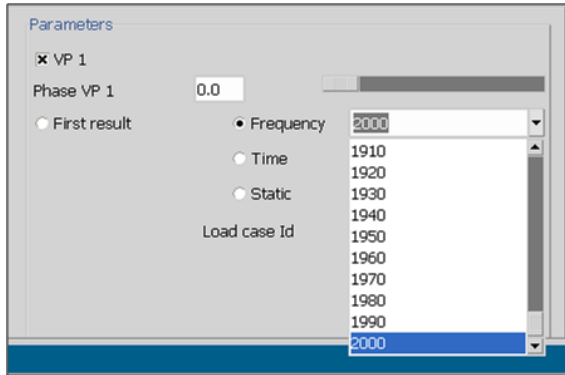 Parameters
VP 1
Phase VP 1 0.0
First result Frequency 2000
Time
Static
Load case Id
1910
1920
1930
1940
1950
1960
1970
1980
1990
2000